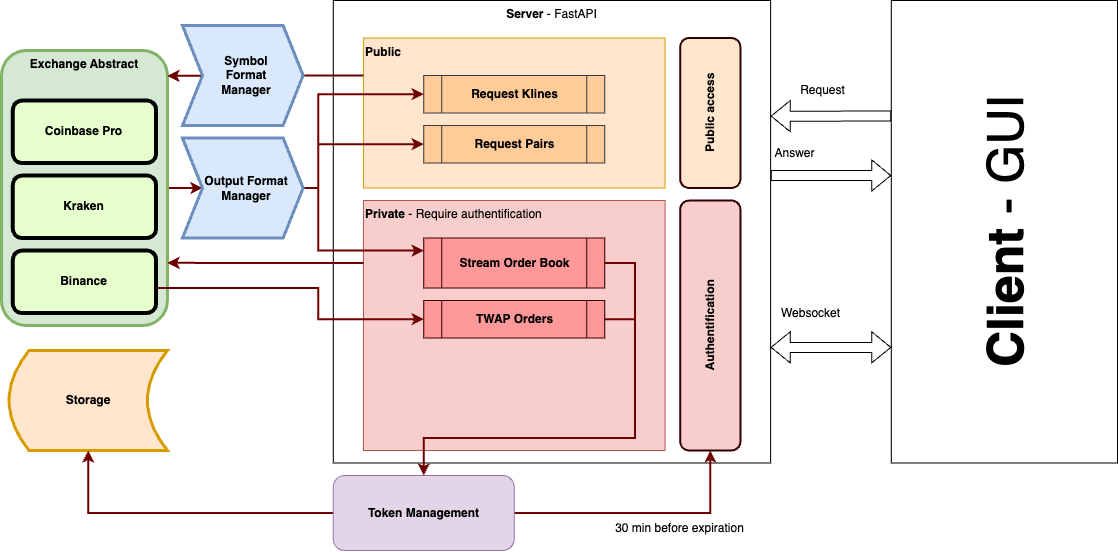 Server - FastAPI
Exchange Abstract
Coinbase Pro
Kraken
Binance
Symbol
Format
Manager
Output Format
Manager
Public
Request Klines
Request Pairs
Public access
Private - Require authentification
Stream Order Book
TWAP Orders
Authentification
Request
Answer
Websocket
Client - GUI
Storage
Token Management
30 min before expiration